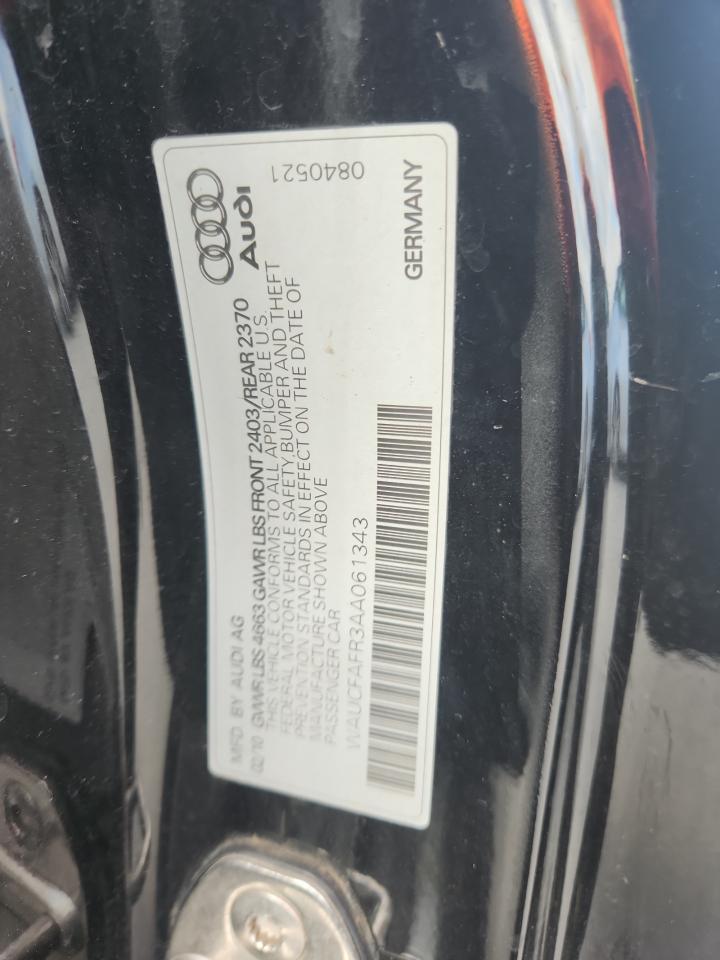 MFD BY AUDI AG
02/10 GVWR LBS 4663 GAWR LBS FRONT 2403/REAR 2370
THIS VEHICLE CONFORMS TO ALL APPLICABLE U.S.
FEDERAL MOTOR VEHICLE SAFETY, BUMPER AND THEFT
PREVENTION STANDARDS IN EFFECT ON THE DATE OF
MANUFACTURE SHOWN ABOVE
PASSENGER CAR
WAUCFAFR3AA061343
Audi
GERMANY
0840521